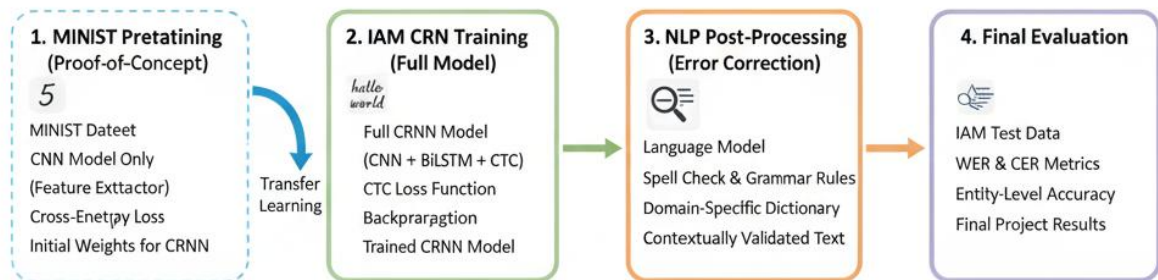 1. MINIST Pretatining
(Proof-of-Concept)
5
MINIST Dateet
CNN Model Only
(Feature Exttactor)
Cross-Enetpy Loss
Initial Weights for CRNN
Transfer
Learning
2. IAM CRN Training
(Full Model)
hatle
world
Full CRNN Model
(CNN + BiLSTM + CTC)
CTC Loss Function
Backprarpgtion
Trained CRNN Model
3. NLP Post-Processing
(Error Correction)
Language Model
Spell Check & Grammar Rules
Domain-Specific Dictionary
Contextually Validated Text
4. Final Evaluation
IAM Test Data
WER & CER Metrics
Entity-Level Accuracy
Final Project Results